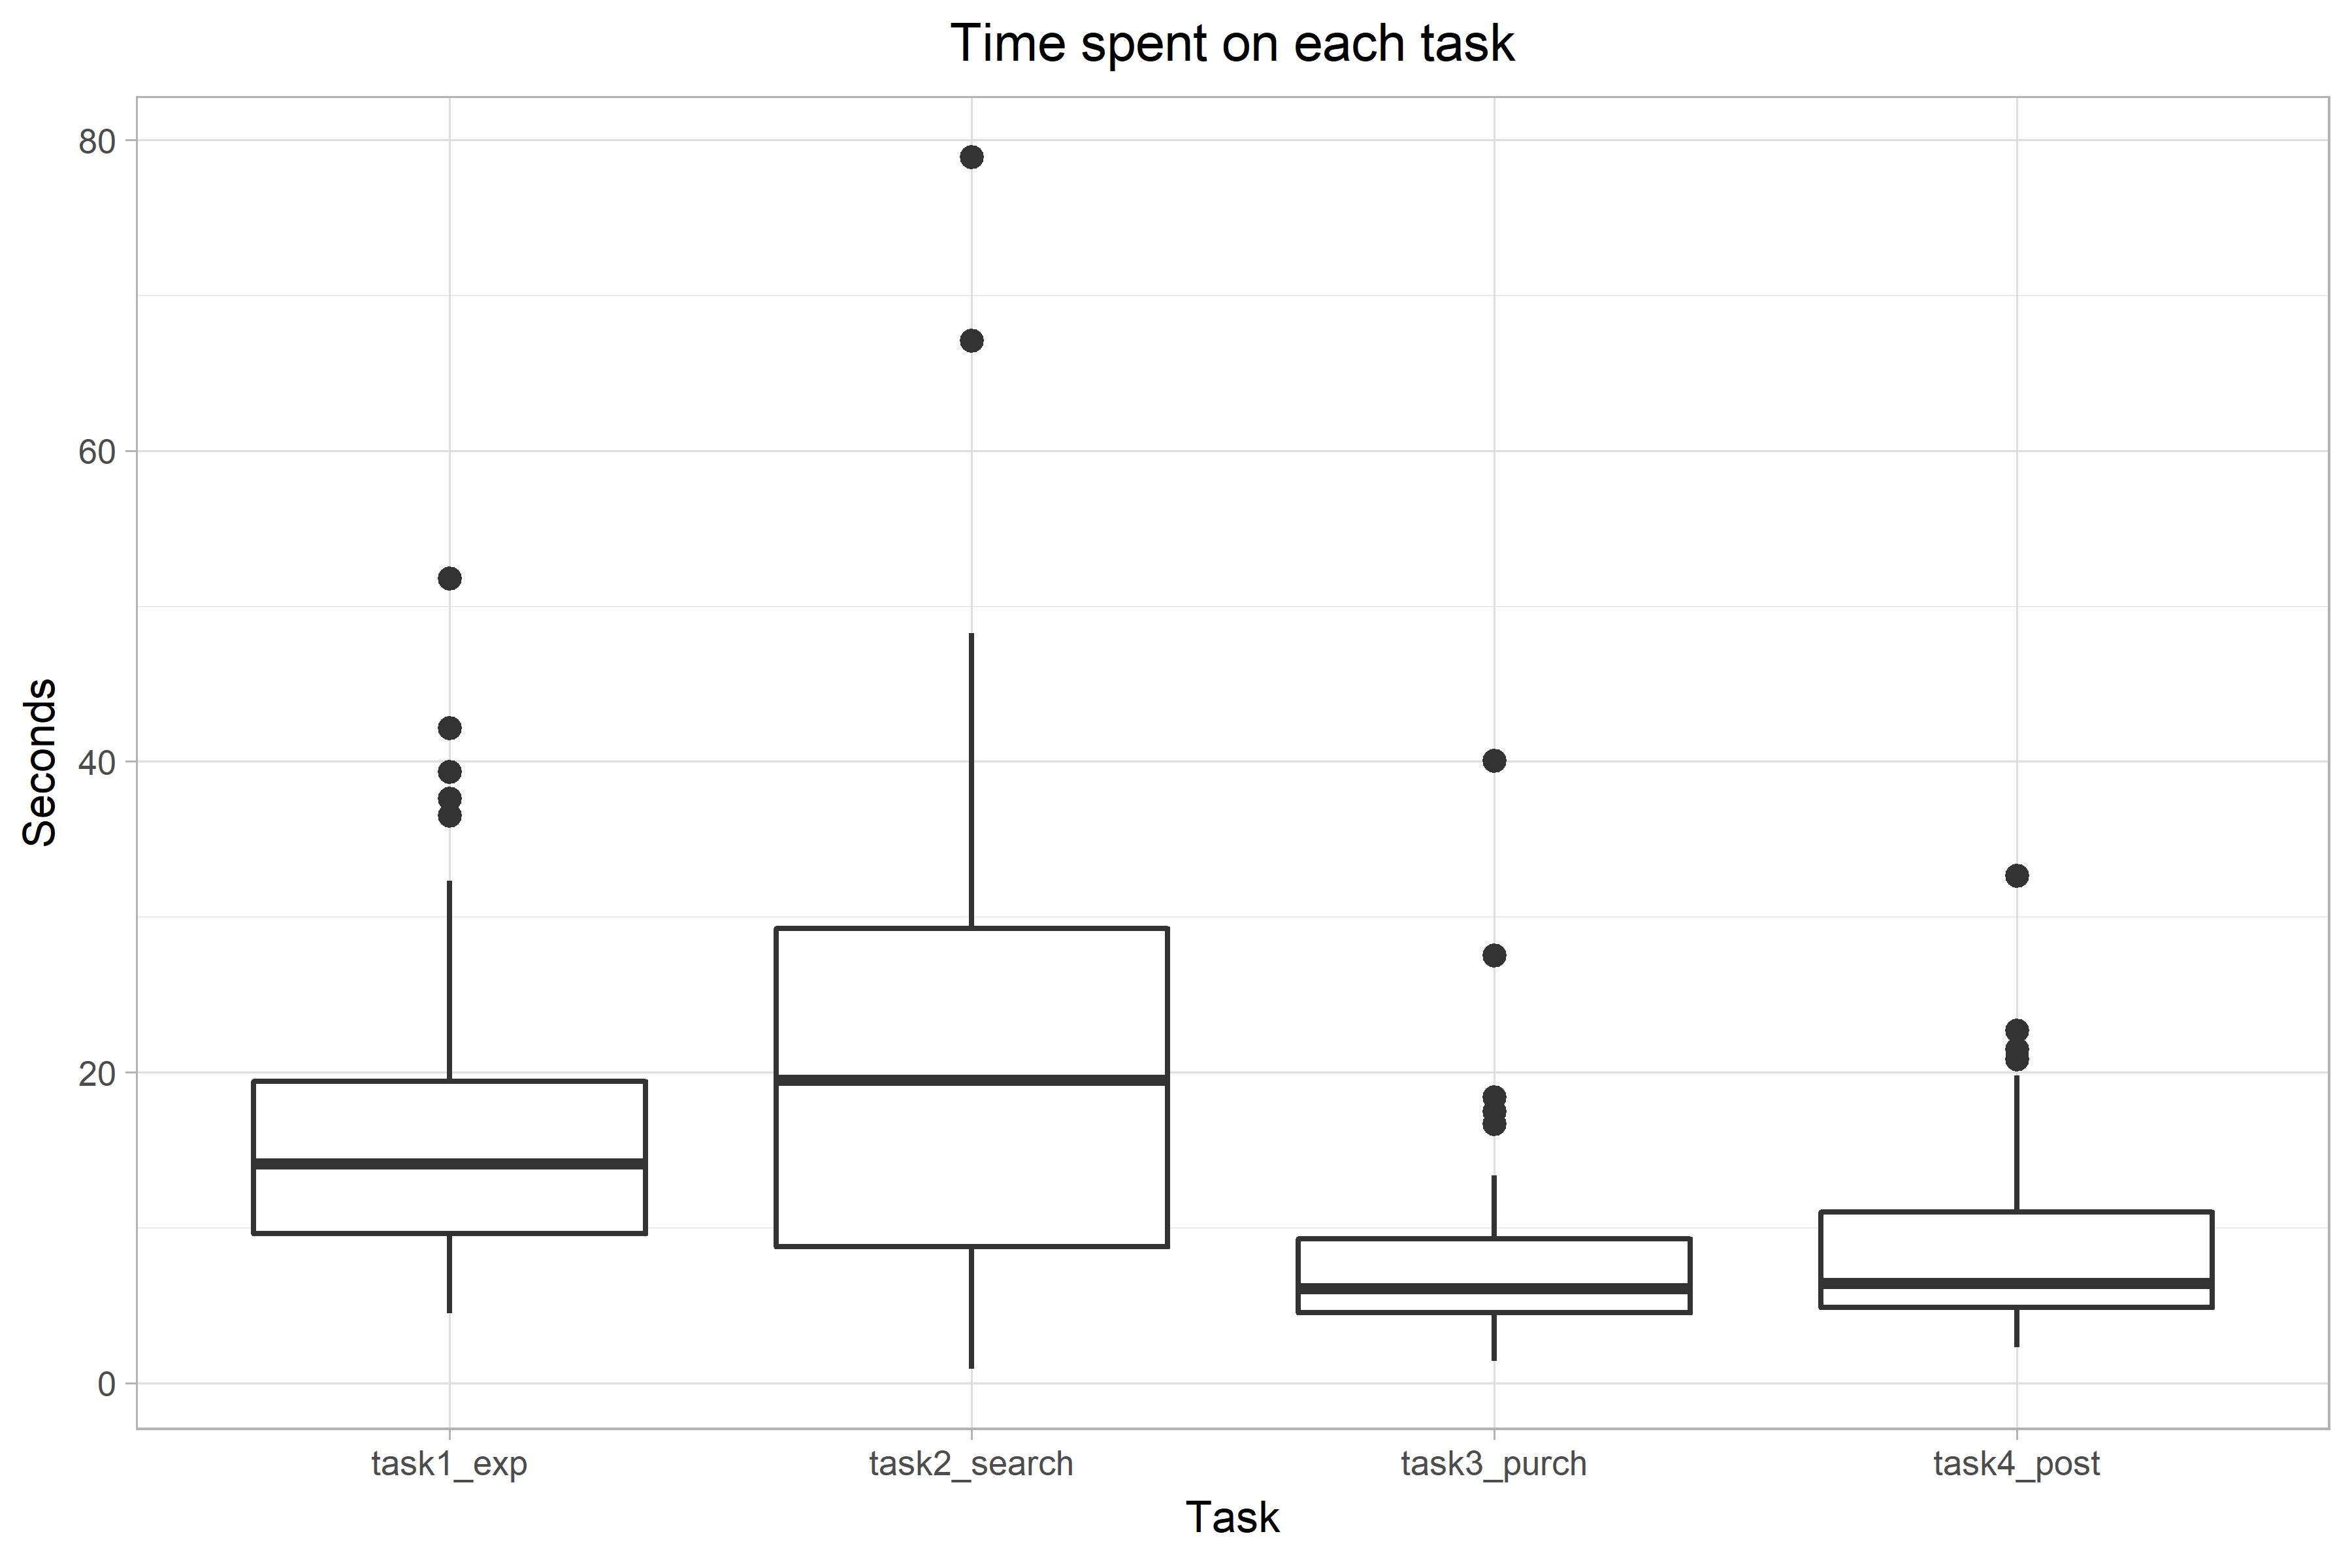 Time spent on each task
80
60
40
20
0
Seconds
task1_exp
task2_search
task3_purch
task4_post
Task